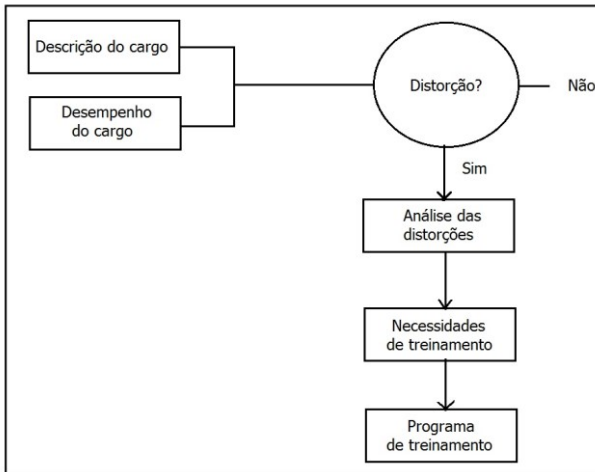 Descrição do cargo
Desempenho
do cargo
Distorção?
Não
Sim
Análise das
distorções
Necessidades
de treinamento
Programa
de treinamento